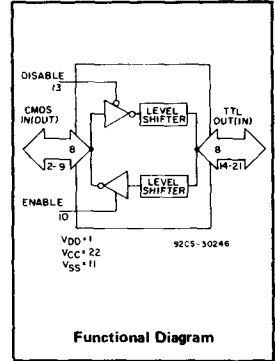 DISABLE
13
CMOS
IN(OUT)
LEVEL
SHIFTER
TTL
OUT(IN)
8
8
2-9
14-21
LEVEL
SHIFTER
ENABLE
10
VDD=1
VCC=22
VSS=11
92CS-30246
Functional Diagram